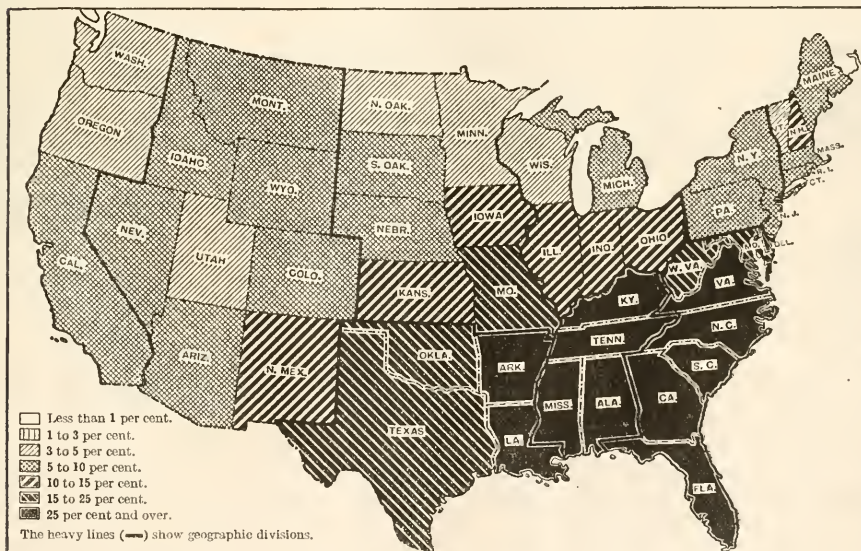 WASH.
OREGON
CAL.
IDAHO
NEV.
MONT.
WYO.
UTAH
COLO.
ARIZ.
N. MEX.
N. OAK.
S. OAK.
NEBR.
KANS.
OKLA.
TEXAS
MINN.
IOWA
MO.
ARK.
LA.
WIS.
ILL.
MICH.
IND.
OHIO
KY.
TENN.
MISS.
ALA.
GA.
FLA.
S. C.
N. C.
VA.
W. VA.
PA.
N. Y.
MAINE
VT.
N.H.
MASS.
R. I.
CT.
N. J.
DEL.
MD.
Less than 1 per cent.
1 to 3 per cent.
3 to 5 per cent.
5 to 10 per cent.
10 to 15 per cent.
15 to 25 per cent.
25 per cent and over.
The heavy lines (▬) show geographic divisions.